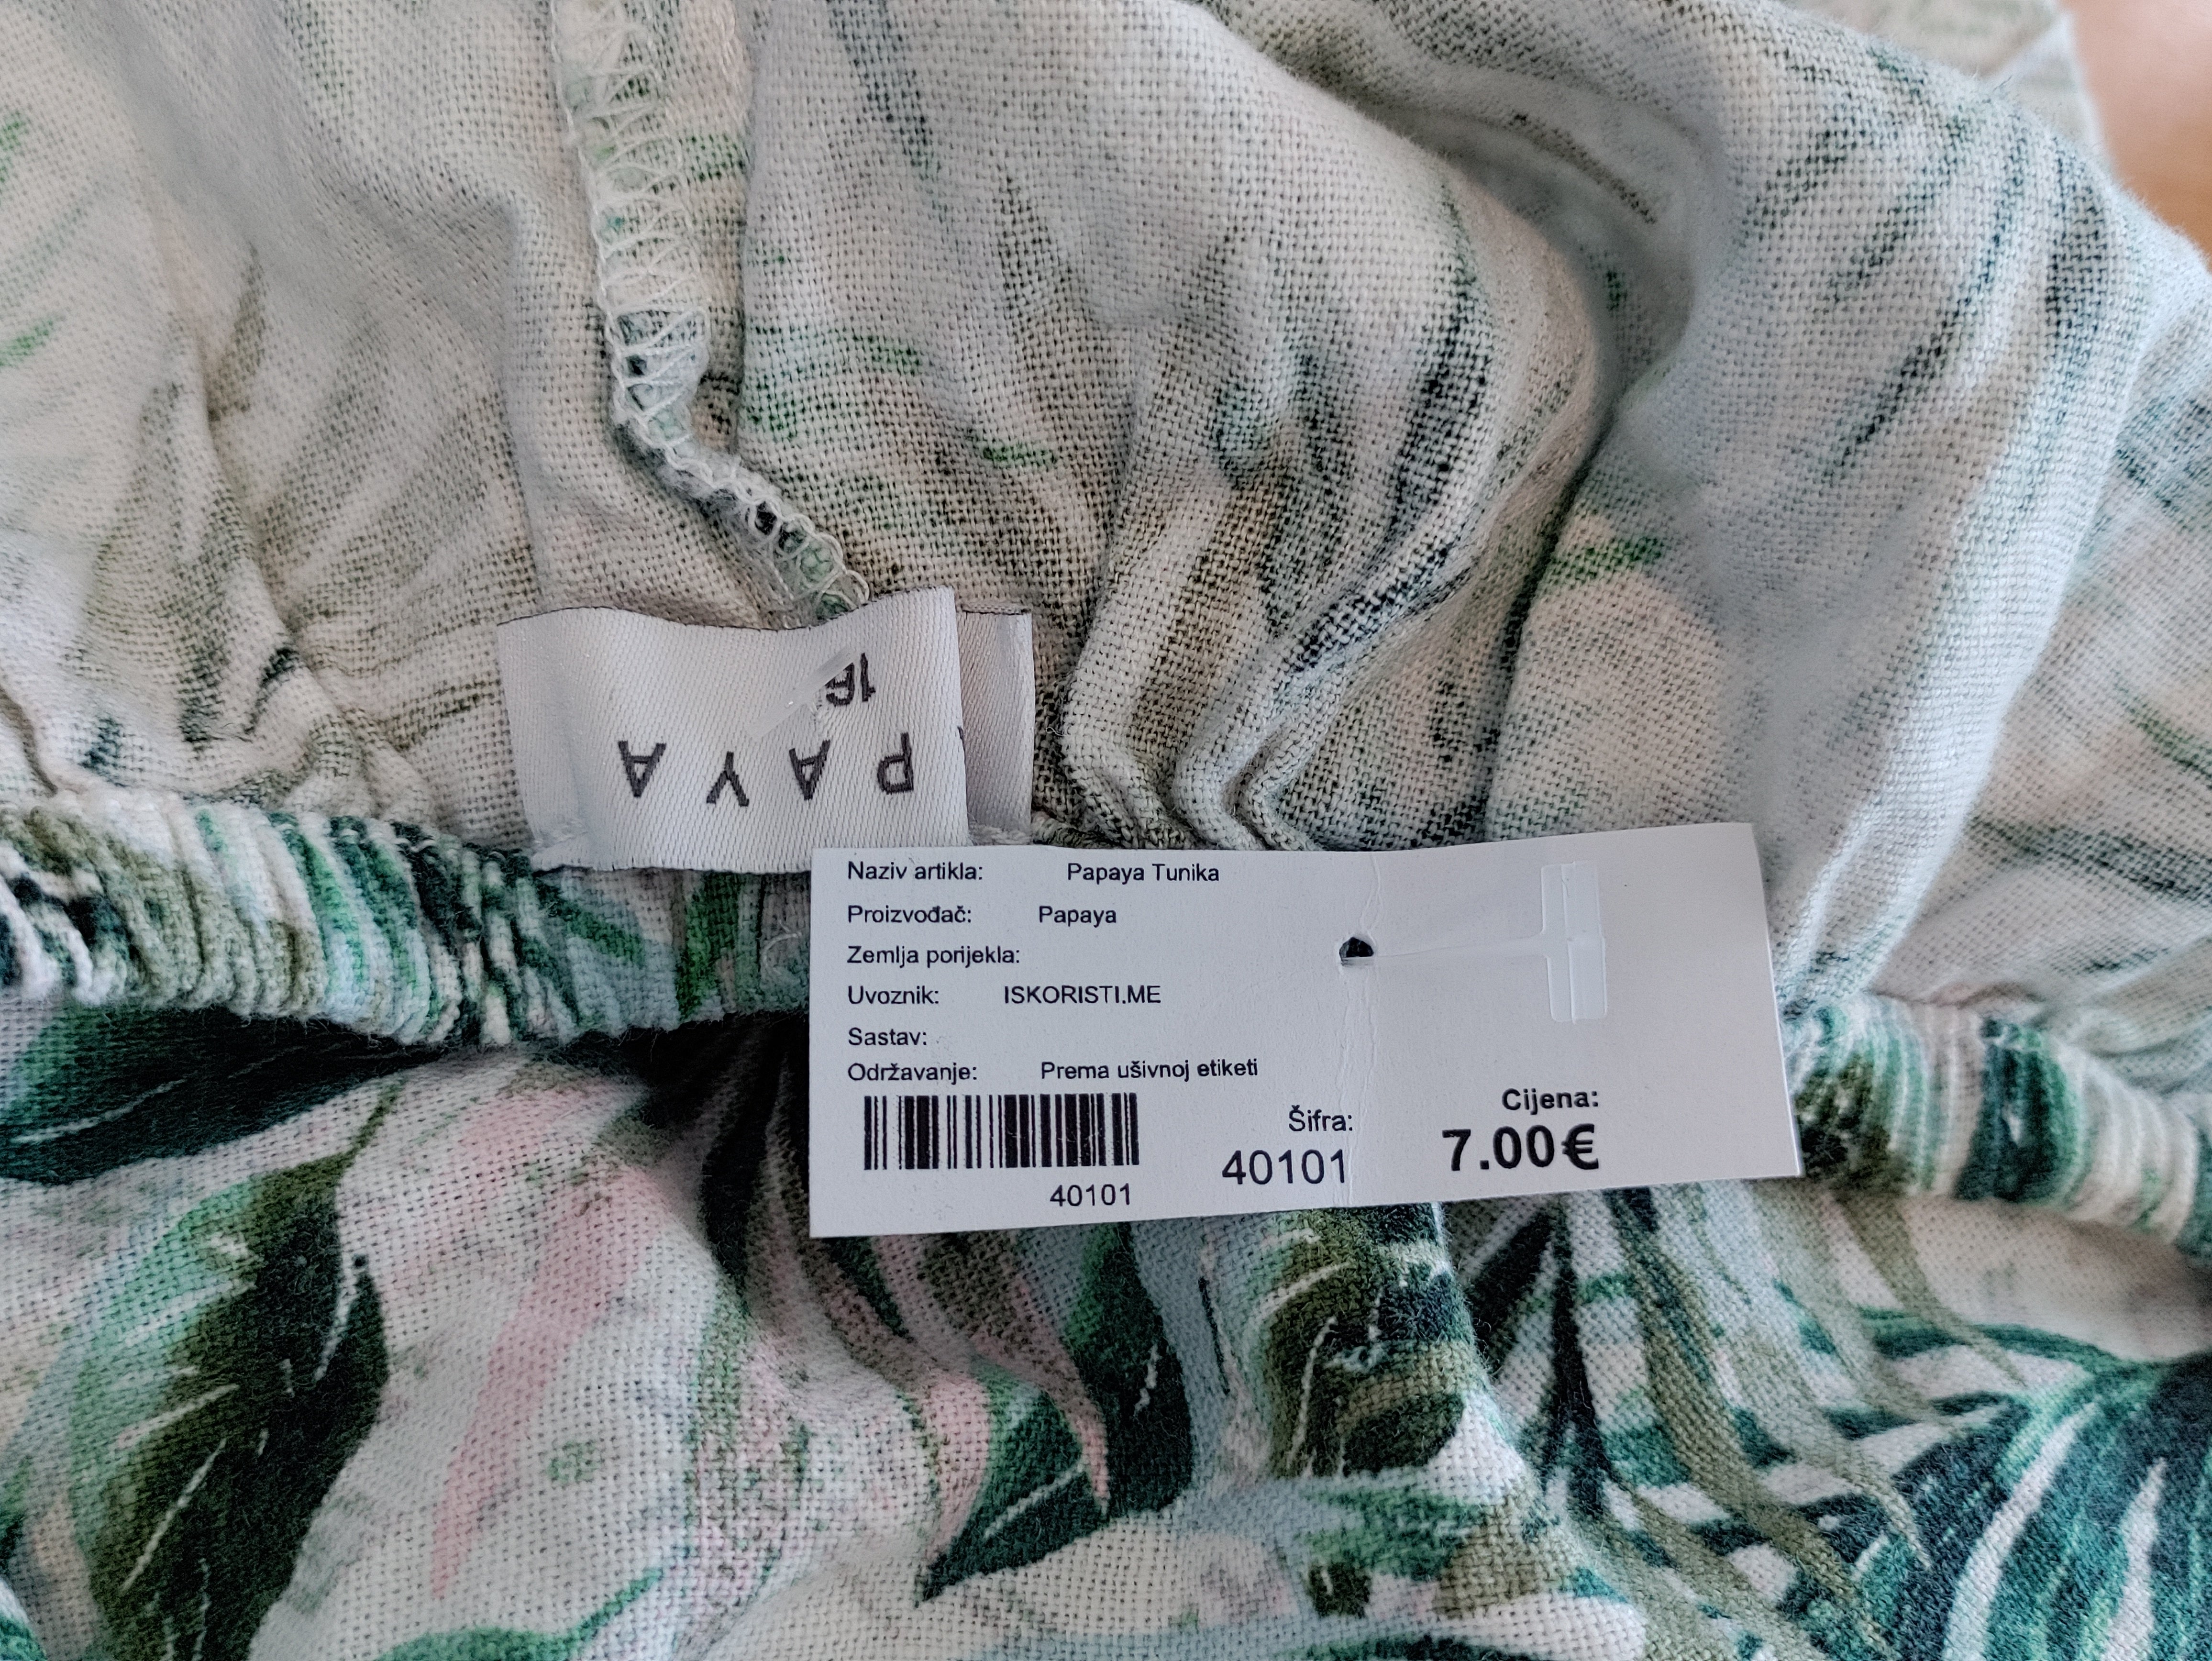 PAYA
16
Naziv artikla: Papaya Tunika
Proizvođač: Papaya
Zemlja porijekla:
Uvoznik: ISKORISTI.ME
Sastav:
Održavanje: Prema ušivnoj etiketi
40101
Šifra:
40101
Cijena:
7.00€